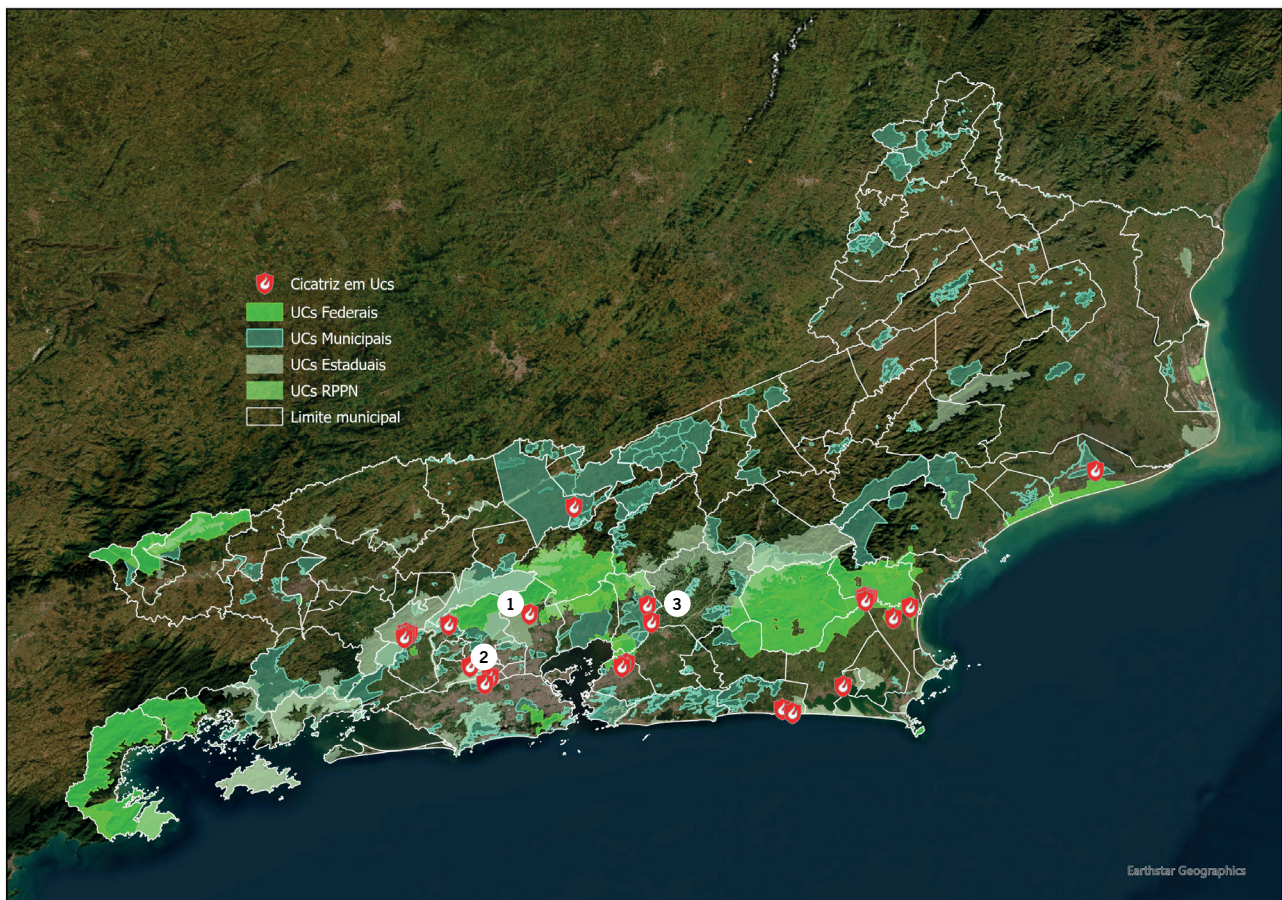 Cicatriz em Ucs
UCs Federais
UCs Municipais
UCs Estaduais
UCs RPPN
Limite municipal
1
2
3
Earthstar Geographics